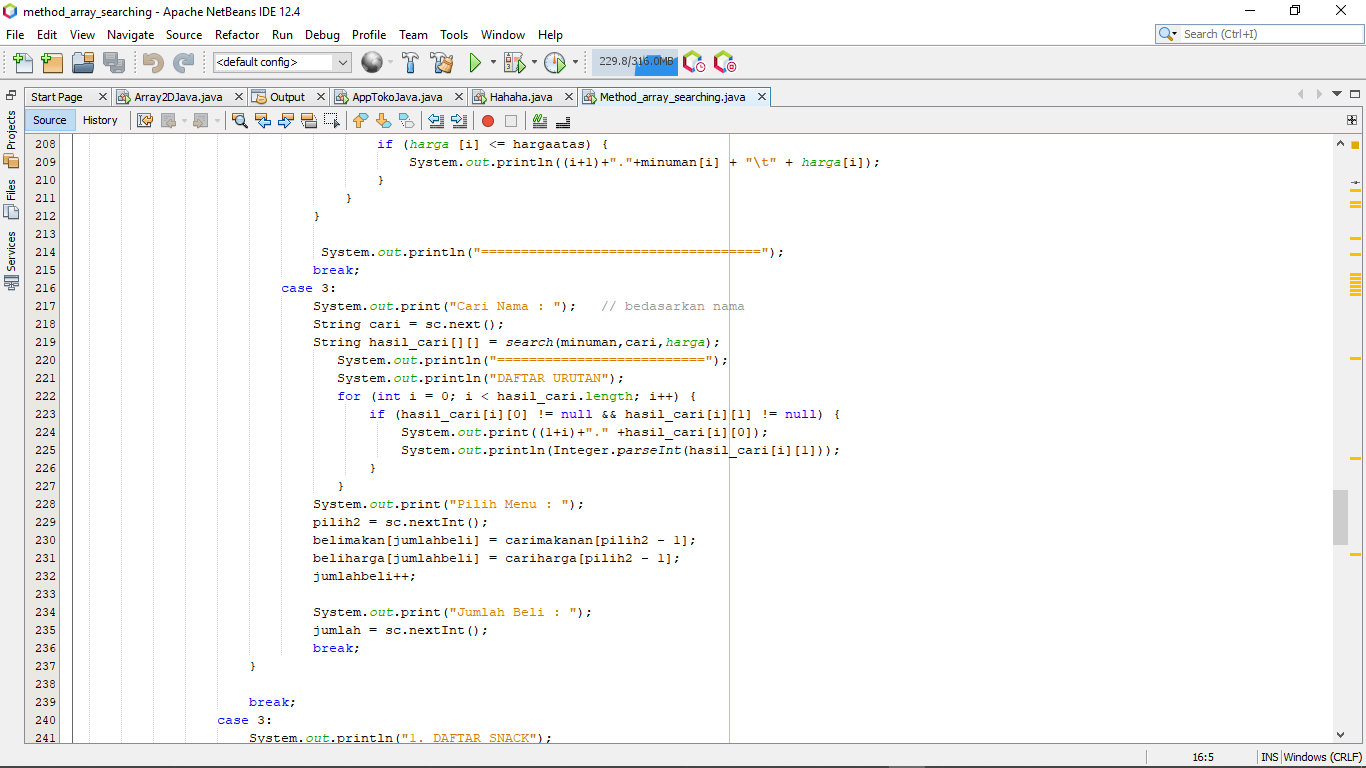 method_array_searching - Apache NetBeans IDE 12.4
File Edit View Navigate Source Refactor Run Debug Profile Team Tools Window Help
Search (Ctrl+I)
<default config>
229.8/316.0MB
Start Page Array2DJava.java Output AppTokoJava.java Hahaha.java Method_array_searching.java
Source History
Projects
Files
Services
208 if (harga [i] <= hargaatas) {
209 System.out.println((i+1)+"."+minuman[i] + "\t" + harga[i]);
210 }
211 }
212 }
213
214 System.out.println("===================================");
215 break;
216 case 3:
217 System.out.print("Cari Nama : "); // bedasarkan nama
218 String cari = sc.next();
219 String hasil_cari[][] = search(minuman,cari,harga);
220 System.out.println("==========================");
221 System.out.println("DAFTAR URUTAN");
222 for (int i = 0; i < hasil_cari.length; i++) {
223 if (hasil_cari[i][0] != null && hasil_cari[i][1] != null) {
224 System.out.print((1+i)+"." +hasil_cari[i][0]);
225 System.out.println(Integer.parseInt(hasil_cari[i][1]));
226 }
227 }
228 System.out.print("Pilih Menu : ");
229 pilih2 = sc.nextInt();
230 belimakan[jumlahbeli] = carimakanan[pilih2 - 1];
231 beliharga[jumlahbeli] = cariharga[pilih2 - 1];
232 jumlahbeli++;
233
234 System.out.print("Jumlah Beli : ");
235 jumlah = sc.nextInt();
236 break;
237 }
238
239 break;
240 case 3:
241 System.out.println("1. DAFTAR SNACK");
16:5 INS Windows (CRLF)